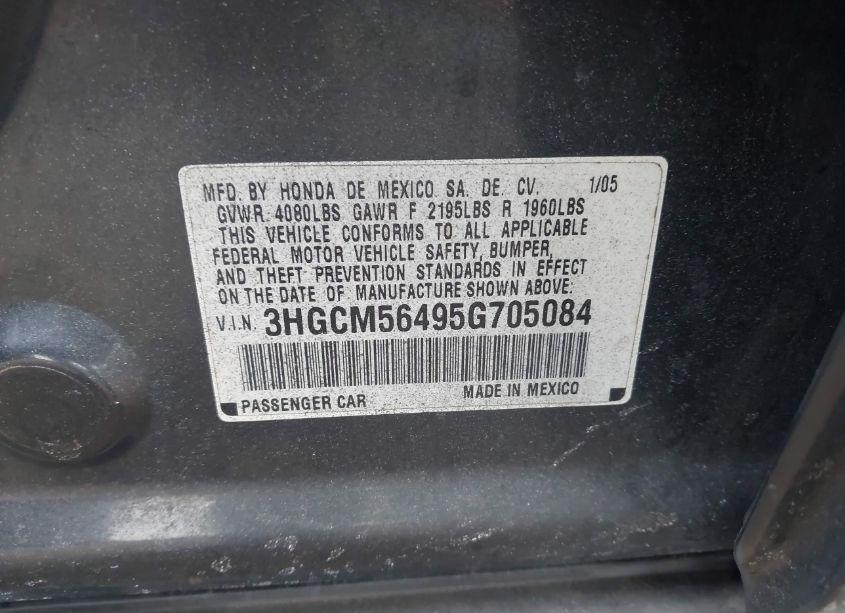 MFD. BY HONDA DE MEXICO SA. DE. CV. 1/05
GVWR 4080LBS GAWR F 2195LBS R 1960LBS
THIS VEHICLE CONFORMS TO ALL APPLICABLE
FEDERAL MOTOR VEHICLE SAFETY, BUMPER,
AND THEFT PREVENTION STANDARDS IN EFFECT
ON THE DATE OF MANUFACTURE SHOWN ABOVE:
V.I.N. 3HGCM56495G705084
PASSENGER CAR MADE IN MEXICO